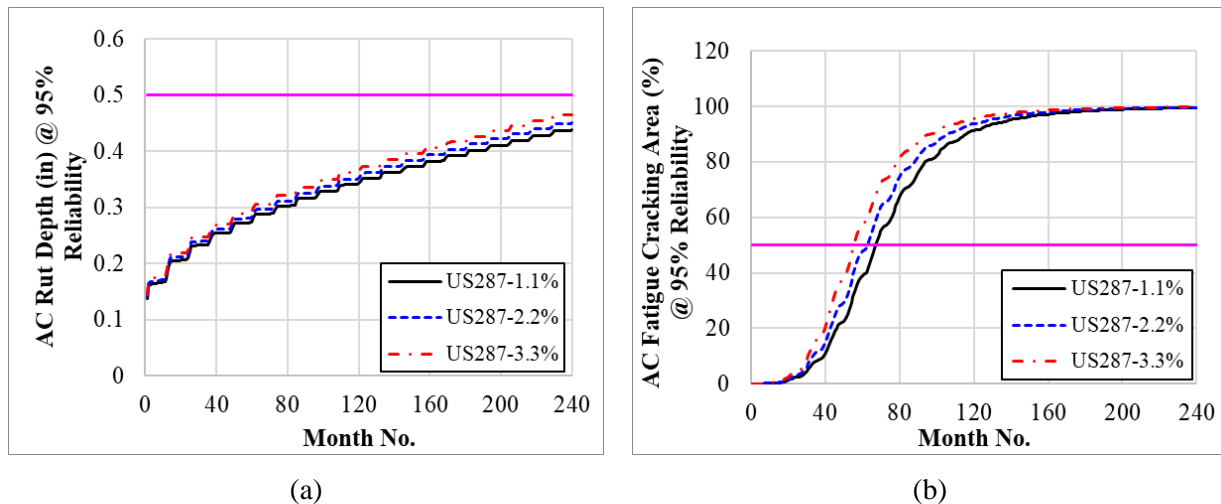 AC Rut Depth (in) @ 95%
Reliability
0.6
0.5
0.4
0.3
0.2
0.1
0
US287-1.1%
US287-2.2%
US287-3.3%
0 40 80 120 160 200 240
Month No.
(a)
AC Fatigue Cracking Area (%)
@ 95% Reliability
120
100
80
60
40
20
0
US287-1.1%
US287-2.2%
US287-3.3%
0 40 80 120 160 200 240
Month No.
(b)